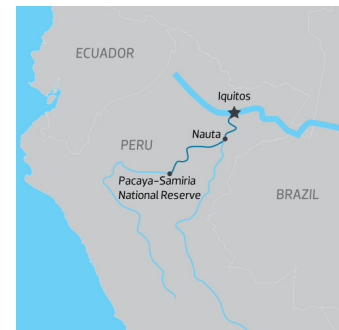 ECUADOR
Iquitos
Nauta
PERU
Pacaya-Samiria
National Reserve
BRAZIL